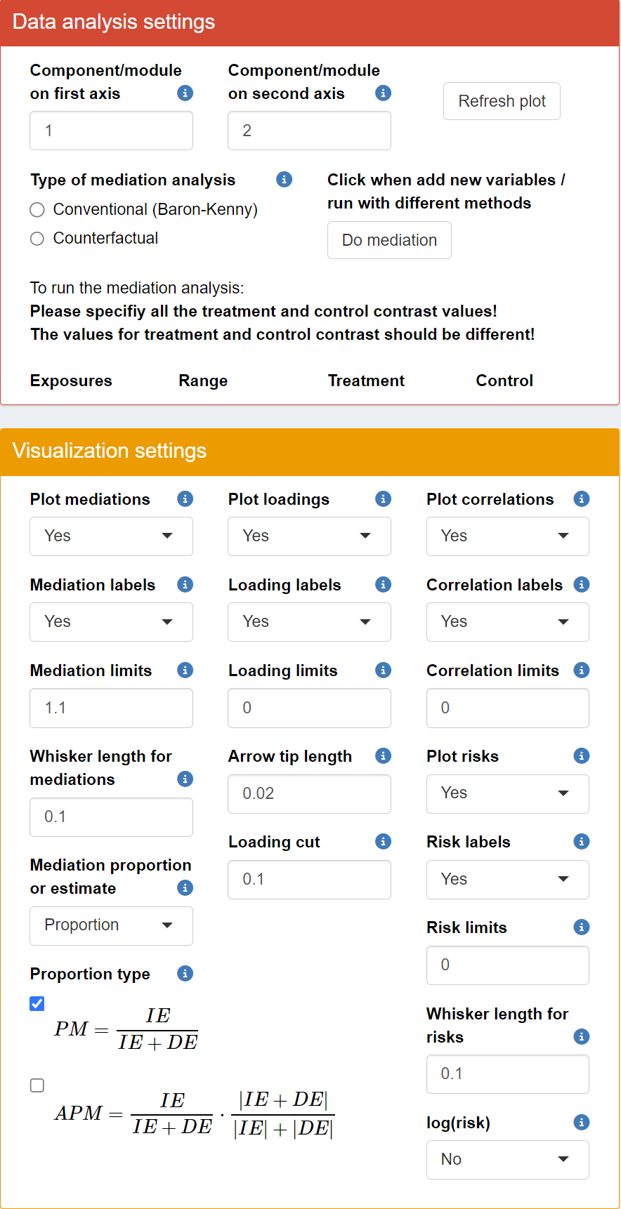 Data analysis settings
Component/module
on first axis
Component/module
on second axis
Refresh plot
1
2
Type of mediation analysis
Click when add new variables /
run with different methods
Conventional (Baron-Kenny)
Counterfactual
Do mediation
To run the mediation analysis:
Please specifiy all the treatment and control contrast values!
The values for treatment and control contrast should be different!
Exposures Range Treatment Control
Visualization settings
Plot mediations Plot loadings Plot correlations
Yes Yes Yes
Mediation labels Loading labels Correlation labels
Yes Yes Yes
Mediation limits Loading limits Correlation limits
1.1 0 0
Whisker length for
mediations
0.1
Arrow tip length
0.02
Plot risks
Yes
Loading cut
0.1
Risk labels
Yes
Mediation proportion
or estimate
Proportion
Risk limits
0
Proportion type
PM = IE / (IE + DE)
APM = IE / (IE + DE) · |IE + DE| / (|IE| + |DE|)
Whisker length for
risks
0.1
log(risk)
No